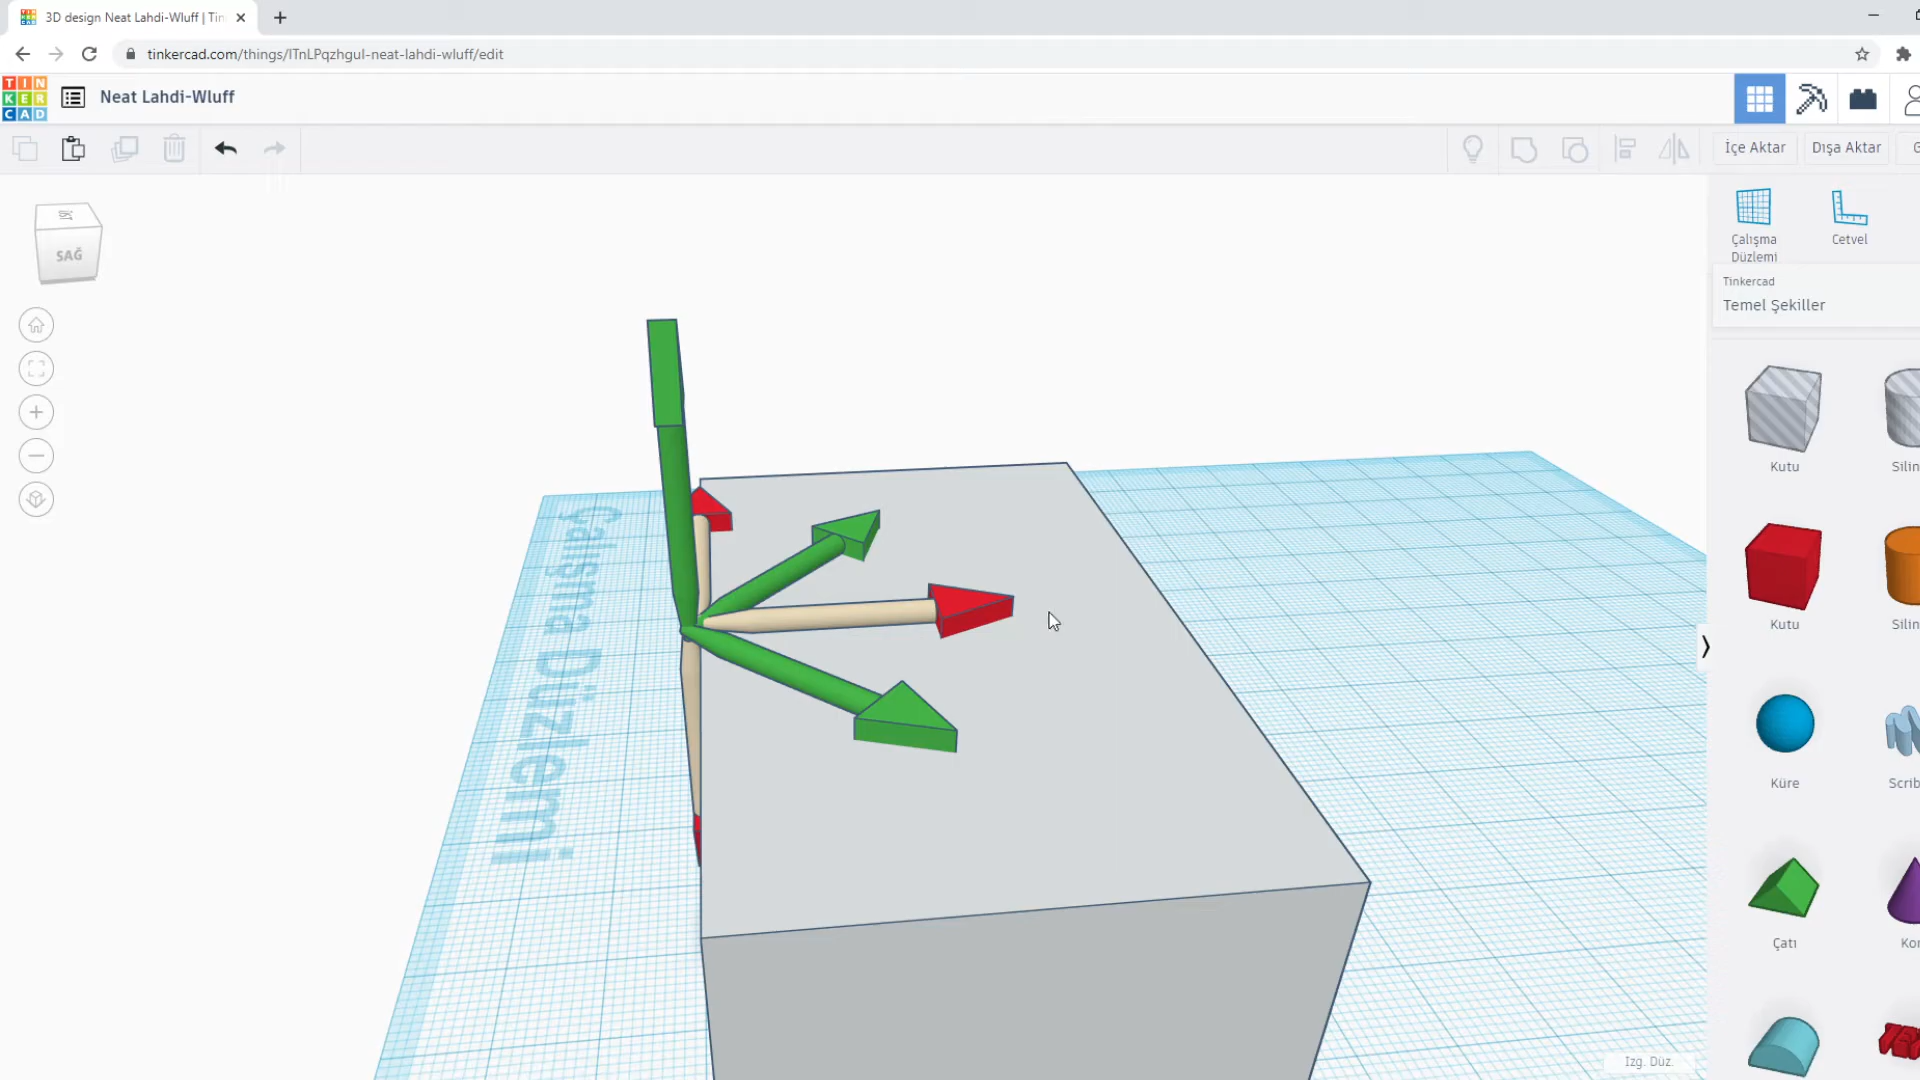 3D design Neat Lahdi-Wluff | Tin
tinkercad.com/things/lTnLPqzhgul-neat-lahdi-wluff/edit
TIN
KER
CAD
Neat Lahdi-Wluff
İçe Aktar
Dışa Aktar
G
SAĞ
Çalışma
Düzlemi
Cetvel
Tinkercad
Temel Şekiller
Kutu
Silin
Kutu
Silin
Küre
Scrib
Çatı
Kon
Çalışma Düzlemi
Izg. Düz.